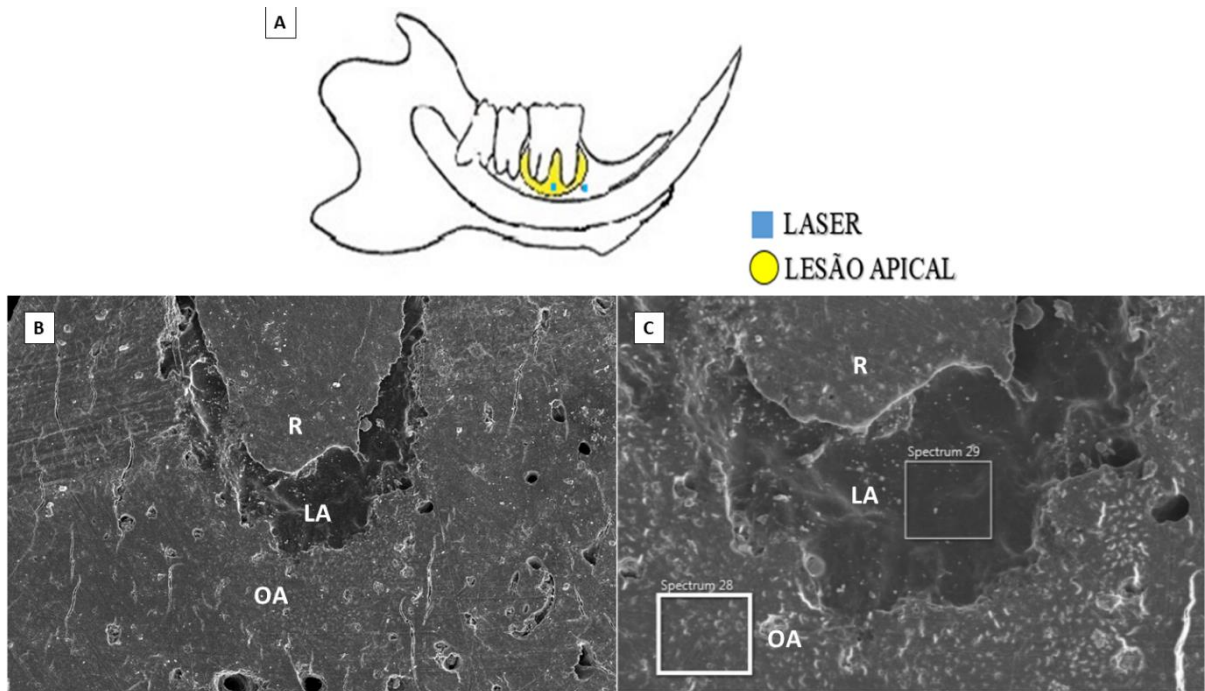 A
LASER
LESÃO APICAL
B
R
LA
OA
C
R
Spectrum 29
LA
Spectrum 28
OA